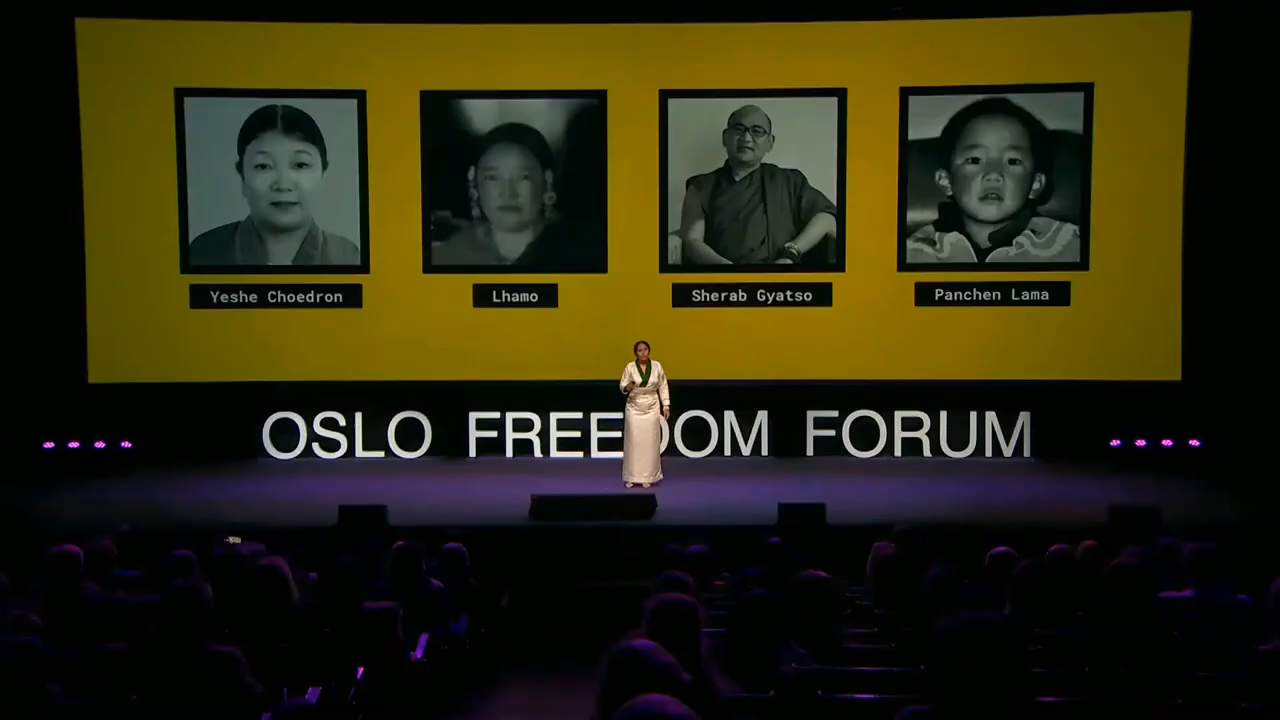 Yeshe Choedron
Lhamo
Sherab Gyatso
Panchen Lama
OSLO FREEDOM FORUM